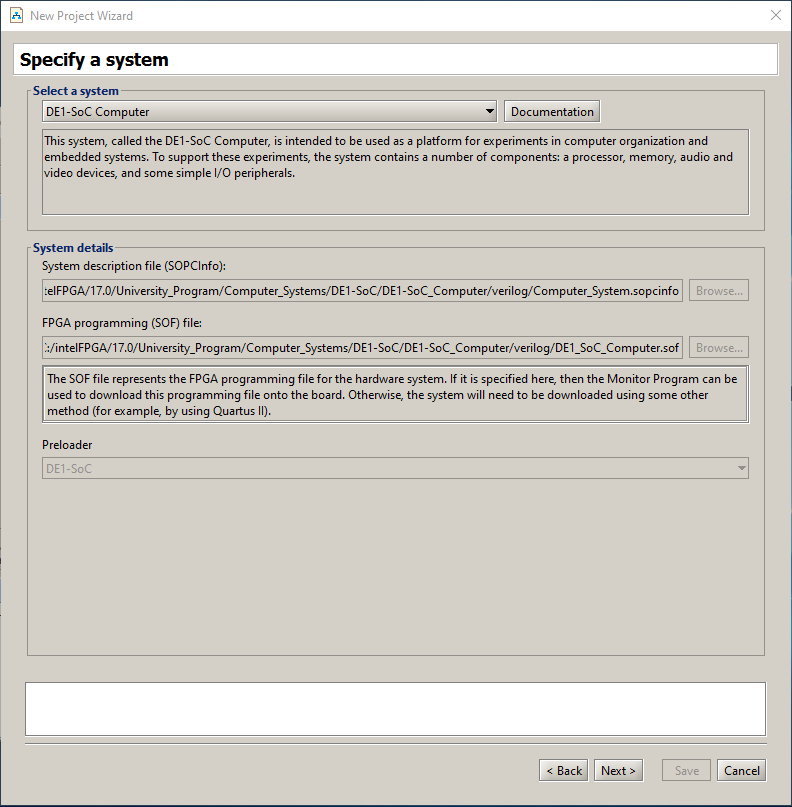 New Project Wizard
Specify a system
Select a system
DE1-SoC Computer
Documentation
This system, called the DE1-SoC Computer, is intended to be used as a platform for experiments in computer organization and
embedded systems. To support these experiments, the system contains a number of components: a processor, memory, audio and
video devices, and some simple I/O peripherals.
System details
System description file (SOPCInfo):
telFPGA/17.0/University_Program/Computer_Systems/DE1-SoC/DE1-SoC_Computer/verilog/Computer_System.sopcinfo
Browse...
FPGA programming (SOF) file:
:/intelFPGA/17.0/University_Program/Computer_Systems/DE1-SoC/DE1-SoC_Computer/verilog/DE1_SoC_Computer.sof
Browse...
The SOF file represents the FPGA programming file for the hardware system. If it is specified here, then the Monitor Program can be
used to download this programming file onto the board. Otherwise, the system will need to be downloaded using some other
method (for example, by using Quartus II).
Preloader
DE1-SoC
< Back
Next >
Save
Cancel